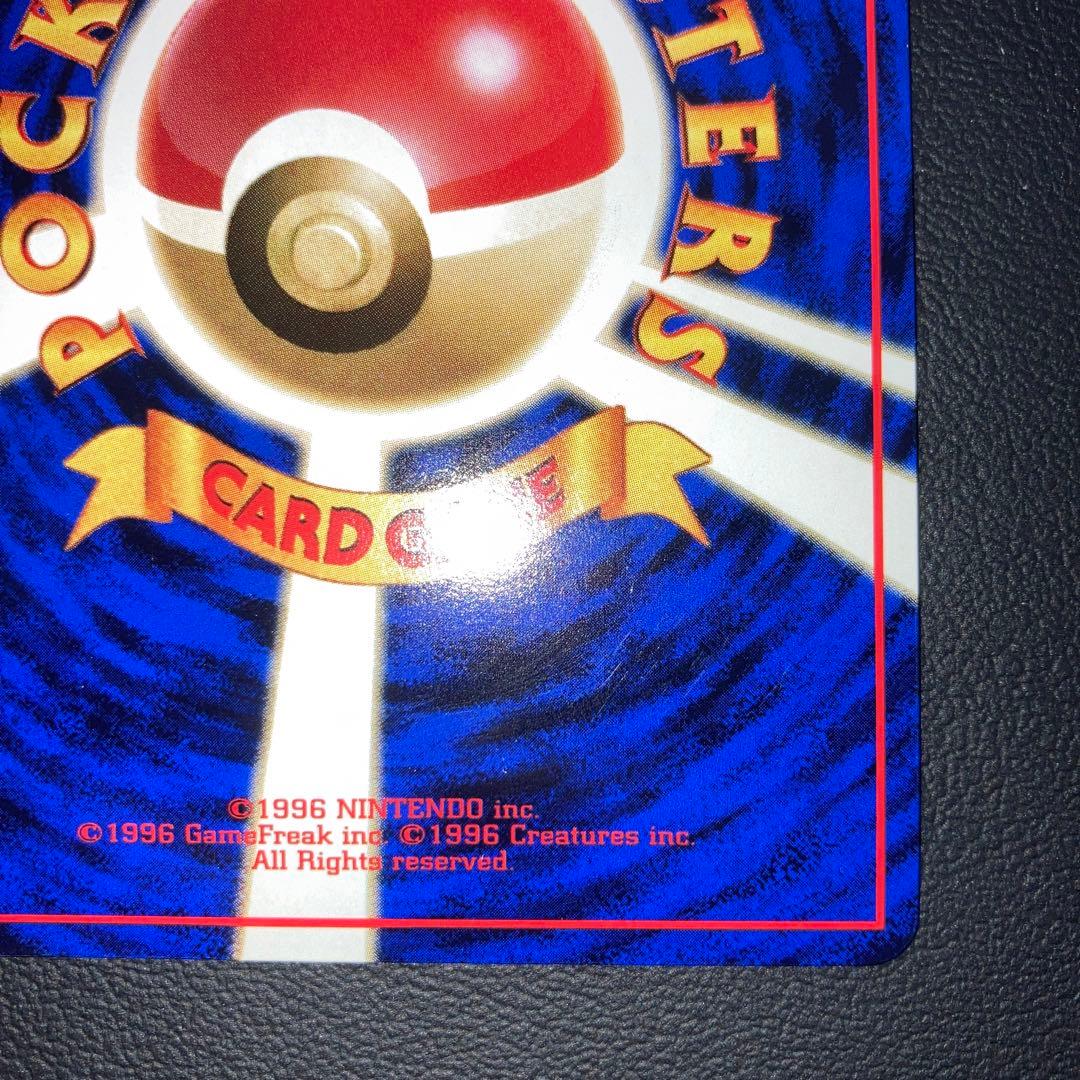 POCK
TERS
CARD G E
©1996 NINTENDO inc.
©1996 GameFreak inc. ©1996 Creatures inc.
All Rights reserved.